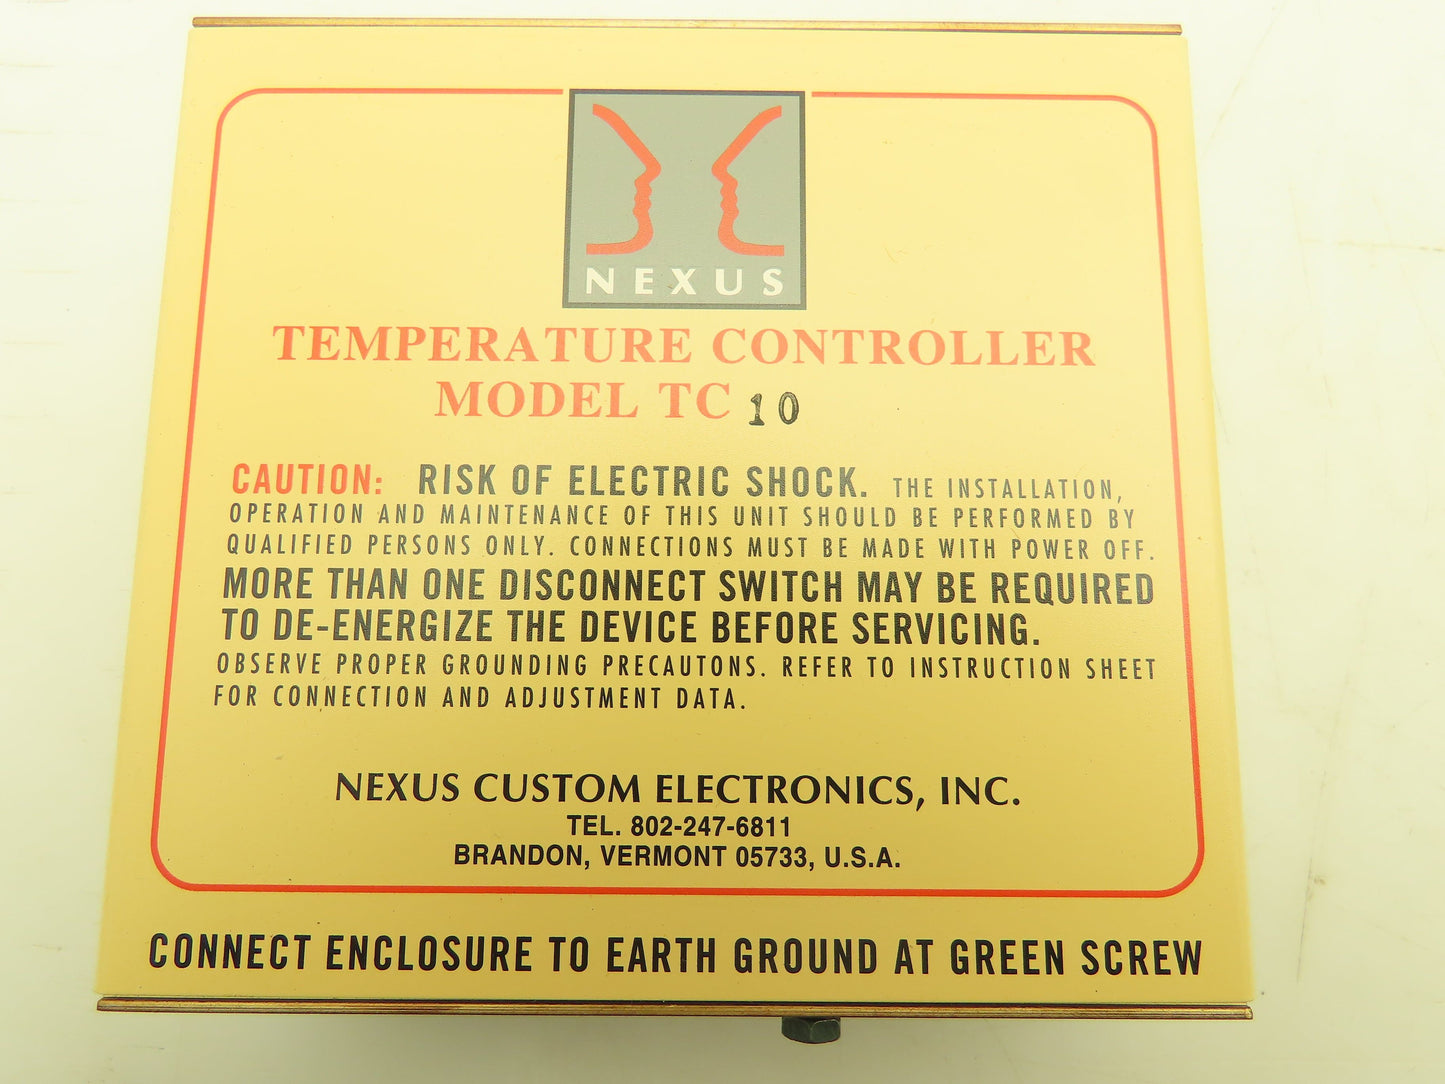 NEXUS
TEMPERATURE CONTROLLER
MODEL TC 10
CAUTION: RISK OF ELECTRIC SHOCK. THE INSTALLATION,
OPERATION AND MAINTENANCE OF THIS UNIT SHOULD BE PERFORMED BY
QUALIFIED PERSONS ONLY. CONNECTIONS MUST BE MADE WITH POWER OFF.
MORE THAN ONE DISCONNECT SWITCH MAY BE REQUIRED
TO DE-ENERGIZE THE DEVICE BEFORE SERVICING.
OBSERVE PROPER GROUNDING PRECAUTONS. REFER TO INSTRUCTION SHEET
FOR CONNECTION AND ADJUSTMENT DATA.
NEXUS CUSTOM ELECTRONICS, INC.
TEL. 802-247-6811
BRANDON, VERMONT 05733, U.S.A.
CONNECT ENCLOSURE TO EARTH GROUND AT GREEN SCREW